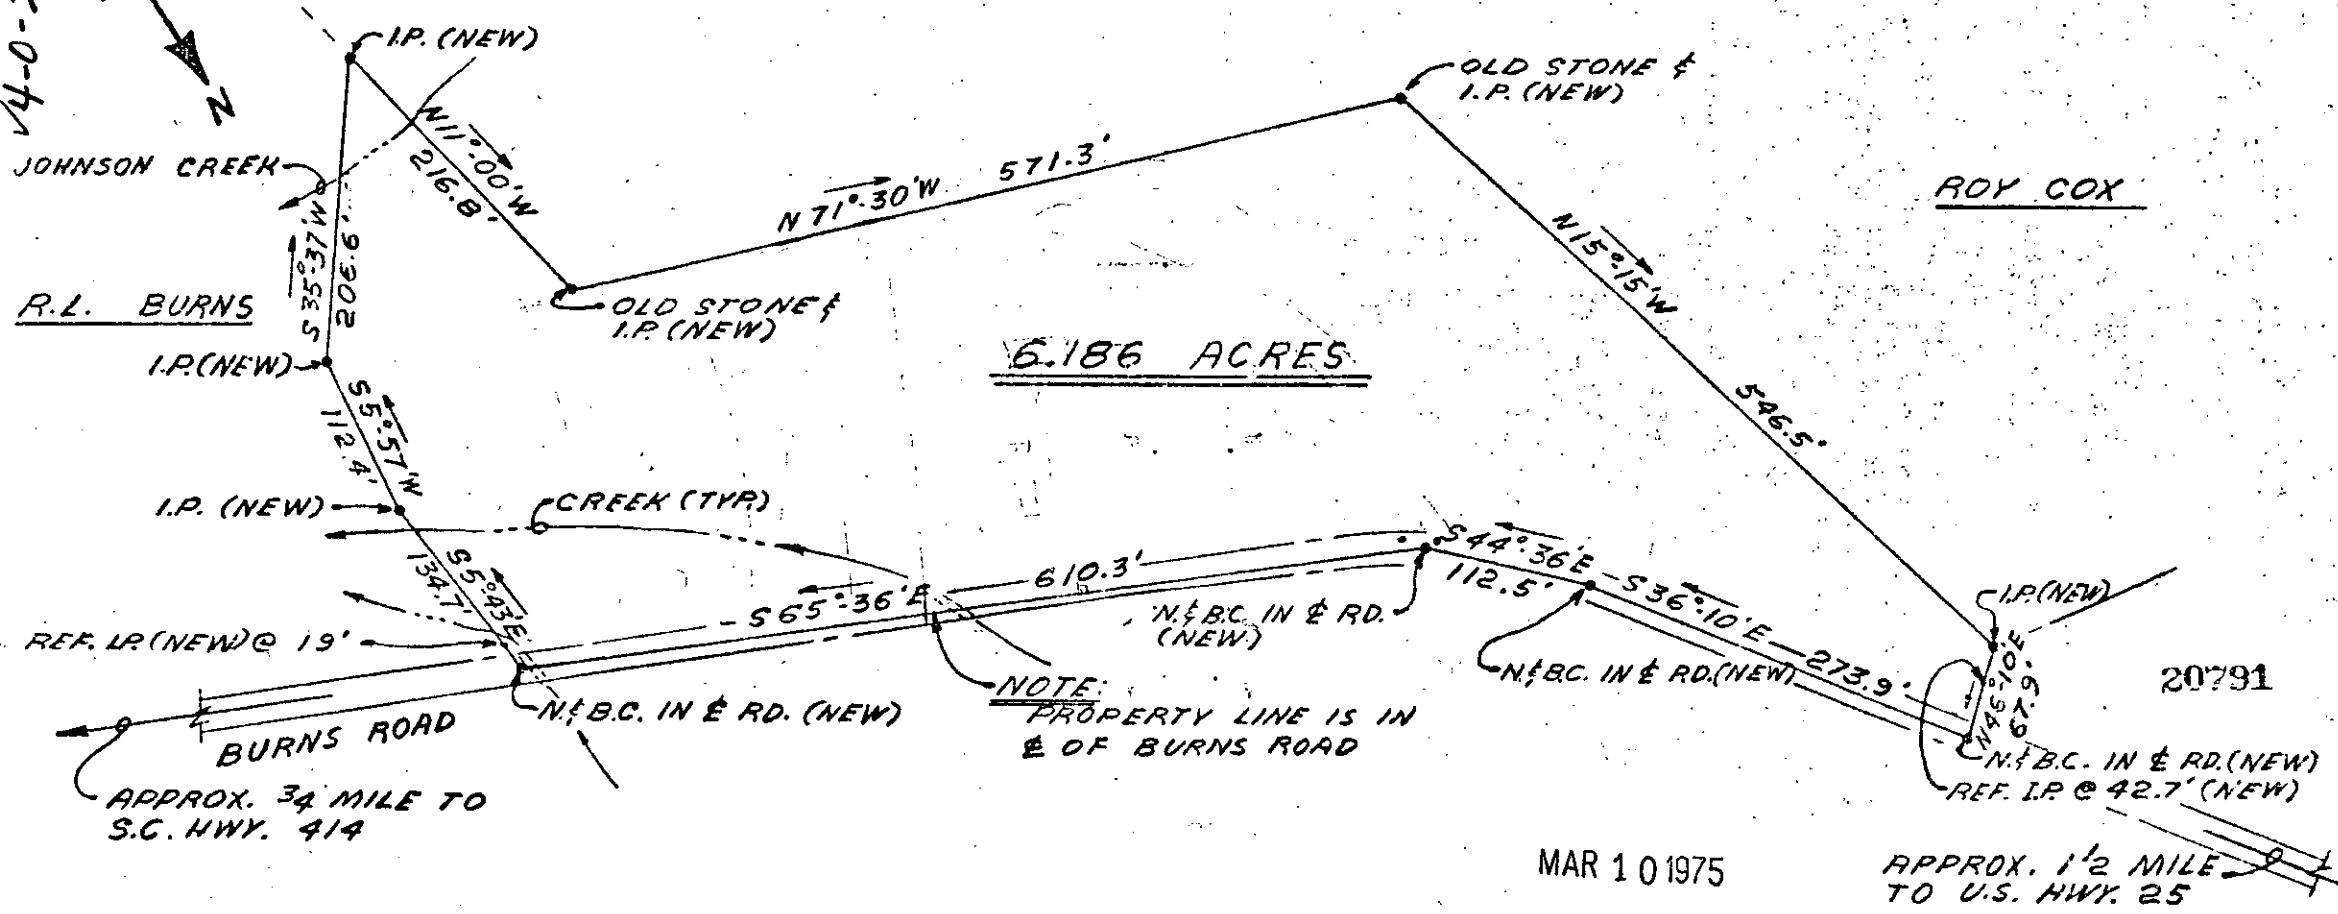 √4-0-
N
I.P. (NEW)
OLD STONE &
I.P. (NEW)
JOHNSON CREEK
N11°-00'W
216.8'
N71°-30'W 571.3'
ROY COX
S35°-37'W
206.6'
R.L. BURNS
OLD STONE &
I.P. (NEW)
N15°-15'W
546.5'
I.P. (NEW)
6.186 ACRES
S5°-57'W
112.4'
I.P. (NEW)
CREEK (TYP.)
S5°-43'E
134.7'
S65°-36'E 610.3'
S44°-36'E
112.5'
S36°-10'E 273.9'
I.P. (NEW)
REF. I.P. (NEW) @ 19'
N. & B.C. IN ℄ RD.
(NEW)
N. & B.C. IN ℄ RD. (NEW)
N46°-10'E
67.9'
20791
NOTE:
PROPERTY LINE IS IN
℄ OF BURNS ROAD
N. & B.C. IN ℄ RD. (NEW)
BURNS ROAD
N. & B.C. IN ℄ RD. (NEW)
REF. I.P. @ 42.7' (NEW)
APPROX. 3/4 MILE TO
S.C. HWY. 414
MAR 10 1975
APPROX. 1 1/2 MILE
TO U.S. HWY. 25